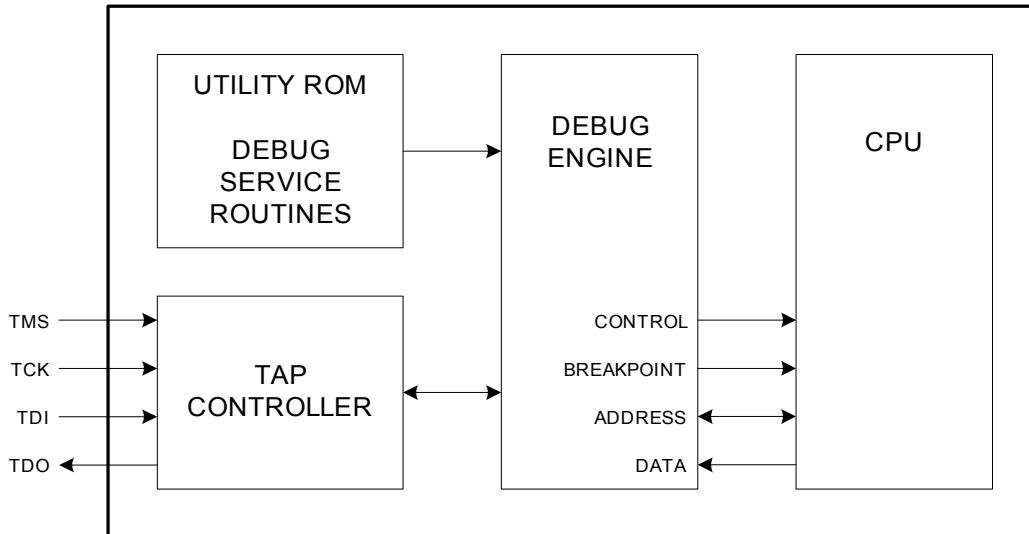 UTILITY ROM
DEBUG
SERVICE
ROUTINES
DEBUG
ENGINE
CPU
TMS
TCK
TDI
TDO
TAP
CONTROLLER
CONTROL
BREAKPOINT
ADDRESS
DATA